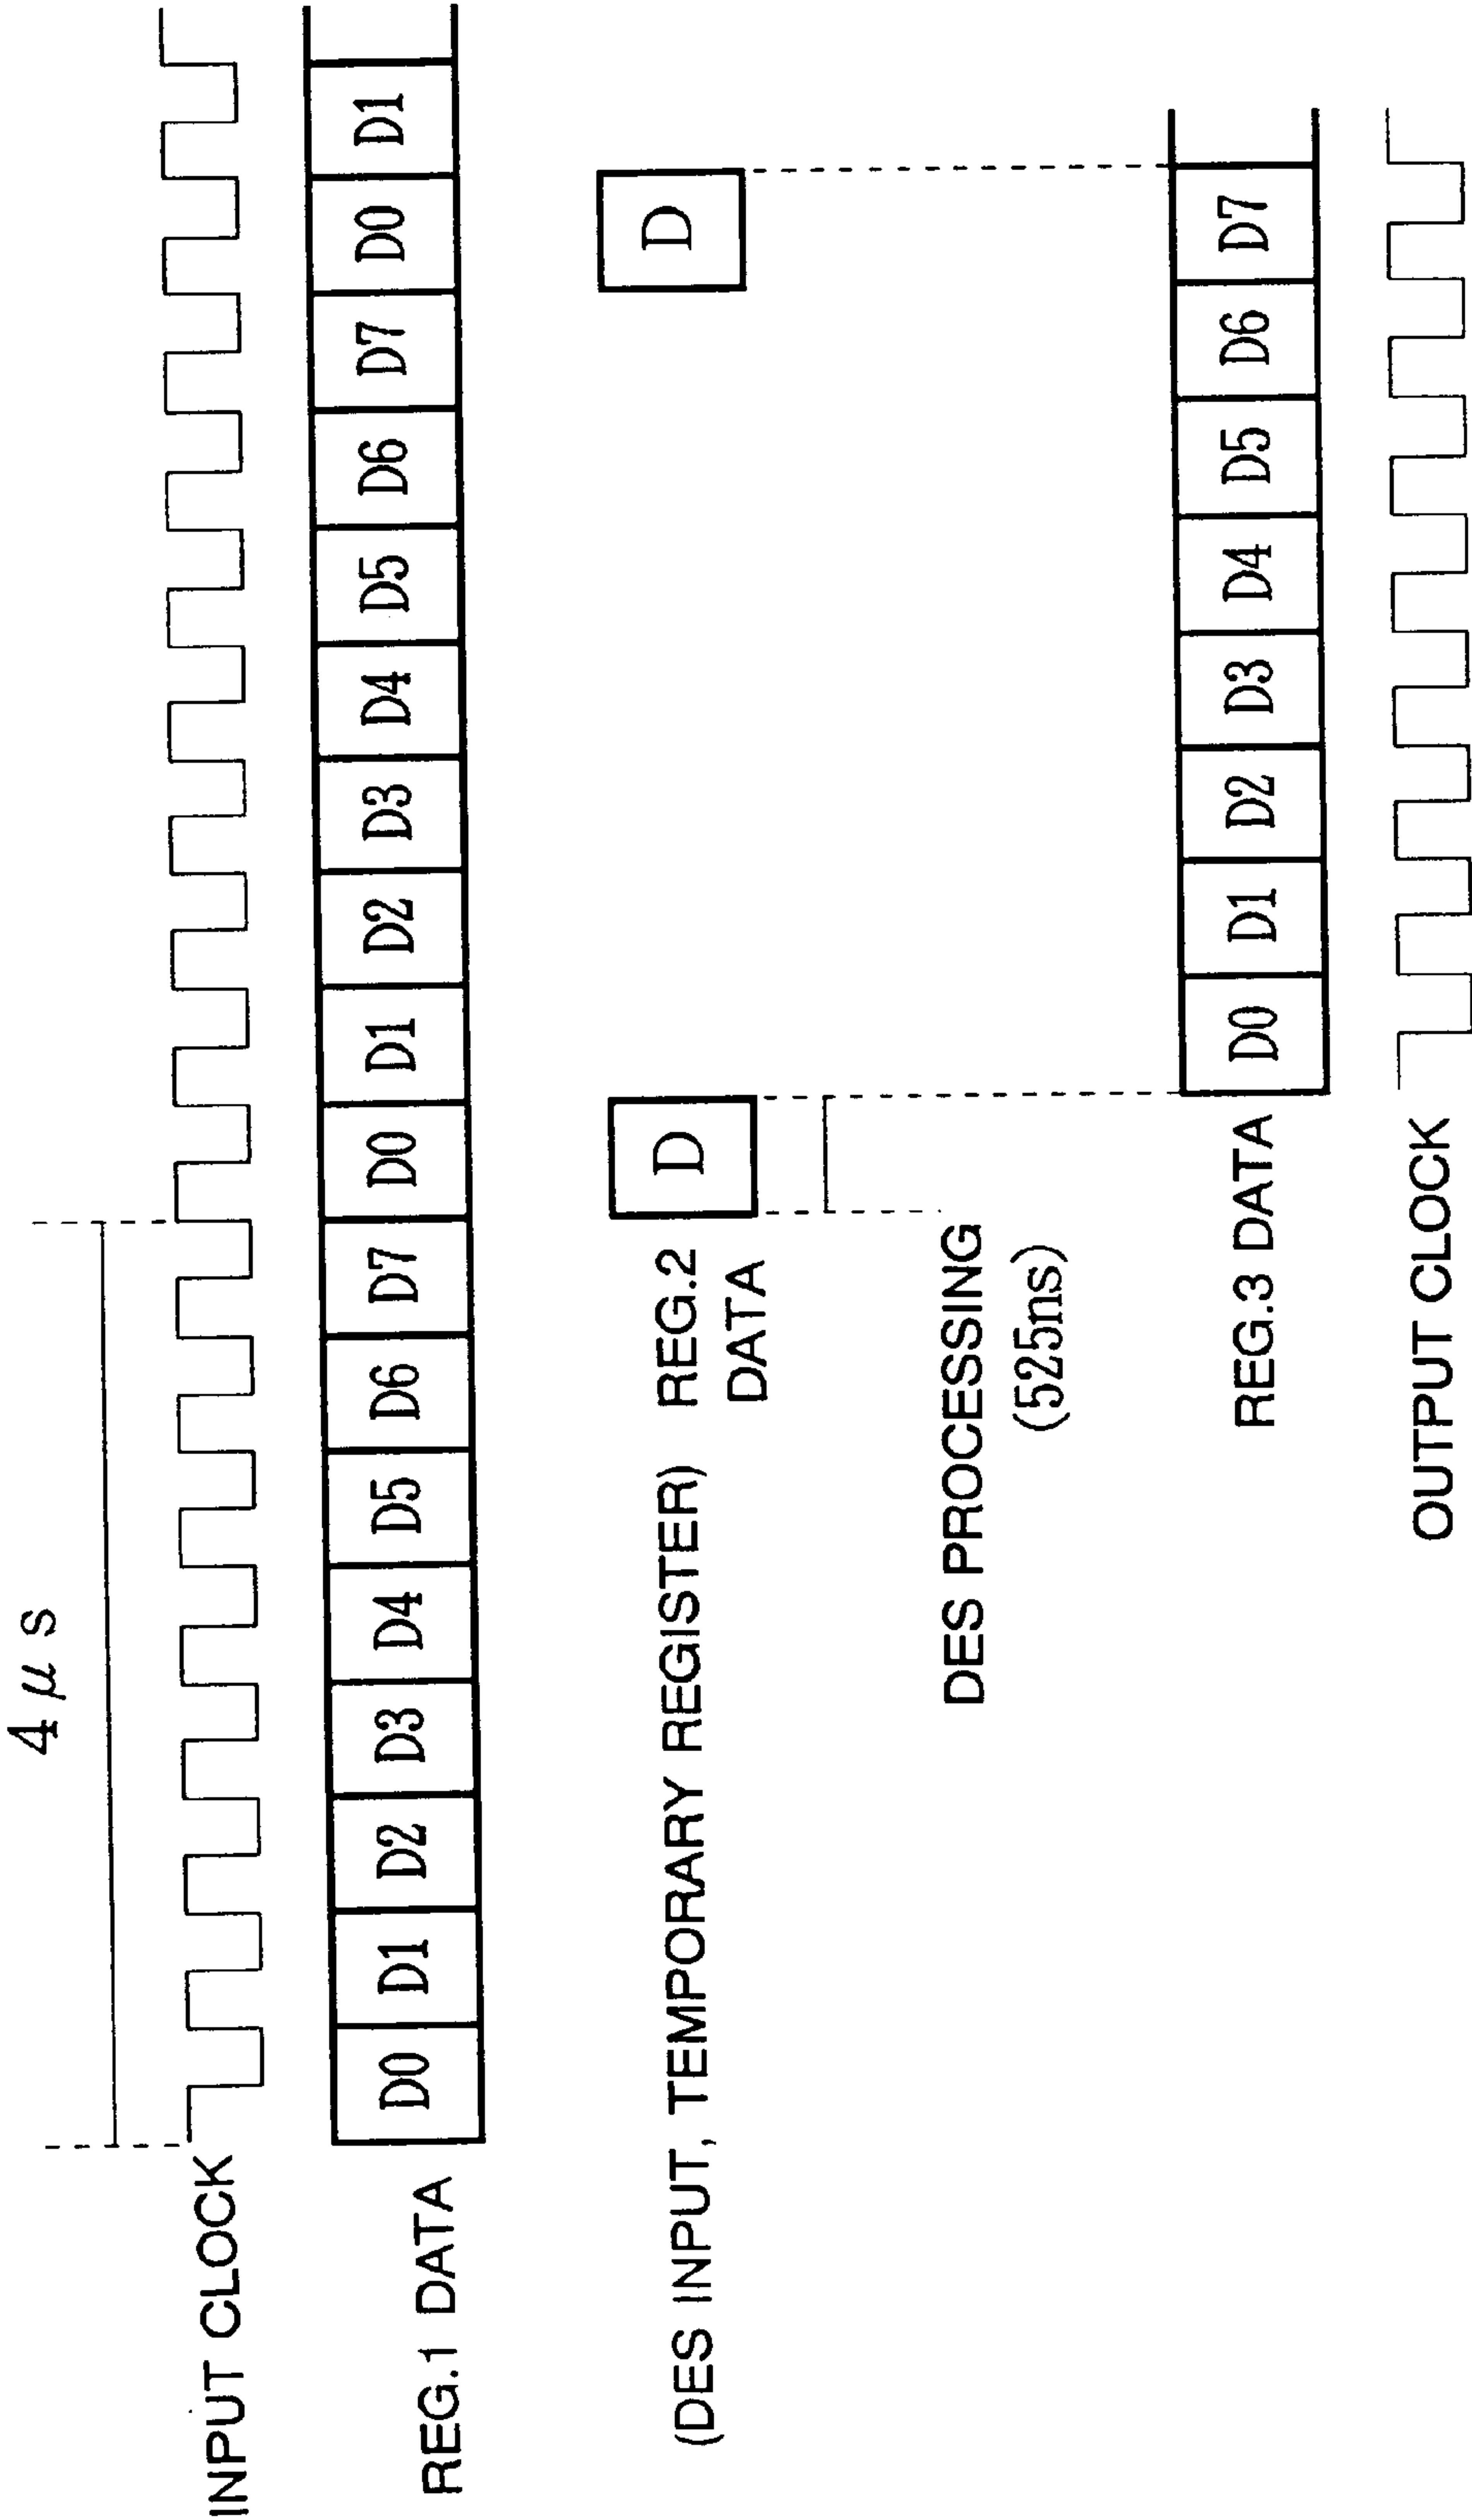 4 μs
INPUT CLOCK
REG.1 DATA D0 D1 D2 D3 D4 D5 D6 D7 D0 D1 D2 D3 D4 D5 D6 D7 D0 D1
(DES INPUT, TEMPORARY REGISTER) REG.2 D D
DATA
DES PROCESSING
(525ns)
REG.3 DATA D0 D1 D2 D3 D4 D5 D6 D7
OUTPUT CLOCK